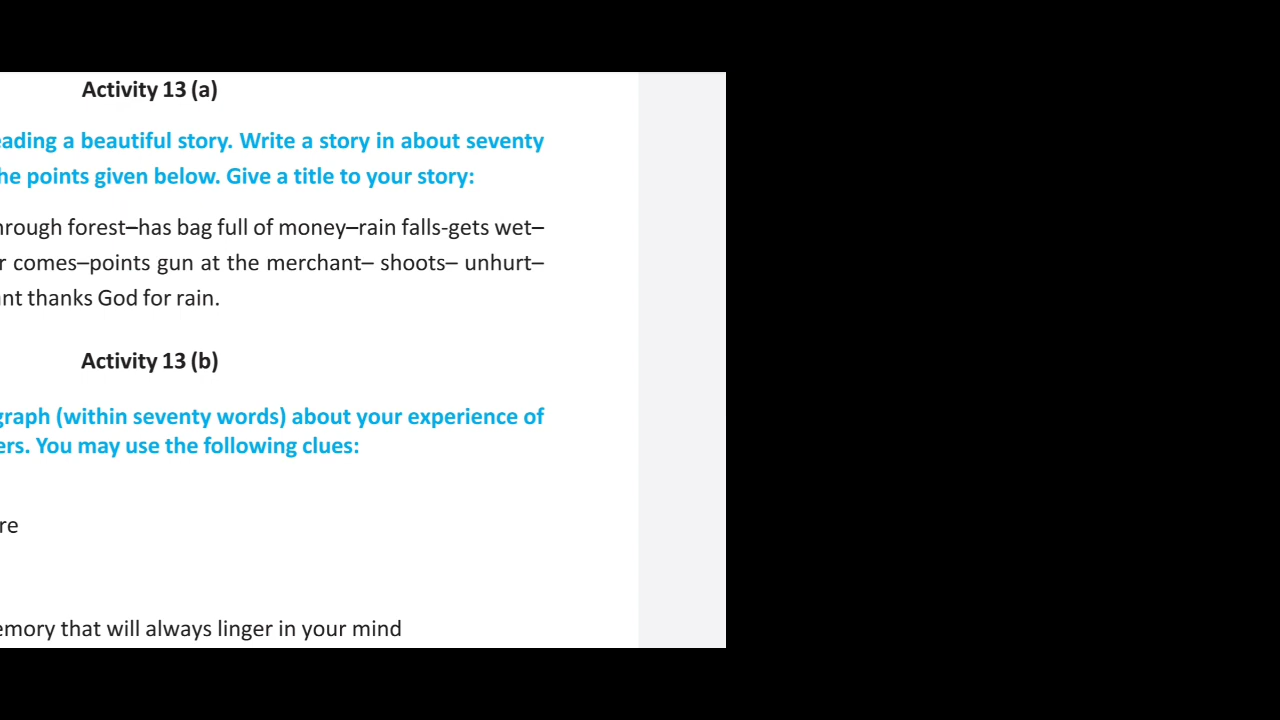 Activity 13 (a)
eading a beautiful story. Write a story in about seventy
he points given below. Give a title to your story:
hrough forest–has bag full of money–rain falls-gets wet–
r comes–points gun at the merchant– shoots– unhurt–
ant thanks God for rain.
Activity 13 (b)
graph (within seventy words) about your experience of
ers. You may use the following clues:
re
emory that will always linger in your mind